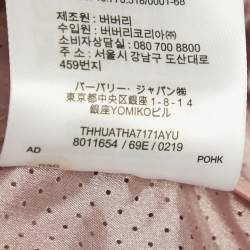 제조원 : 버버리
수입원 : 버버리코리아㈜
소비자상담 : 080 700 8800
주소 : 서울시 강남구 도산대로
459번지
バーバリー・ジャパン㈱
東京都中央区銀座1-8-14
銀座YOMIKOビル
THHUATHA7171AYU
8011654 / 69E / 0219
AD POHK